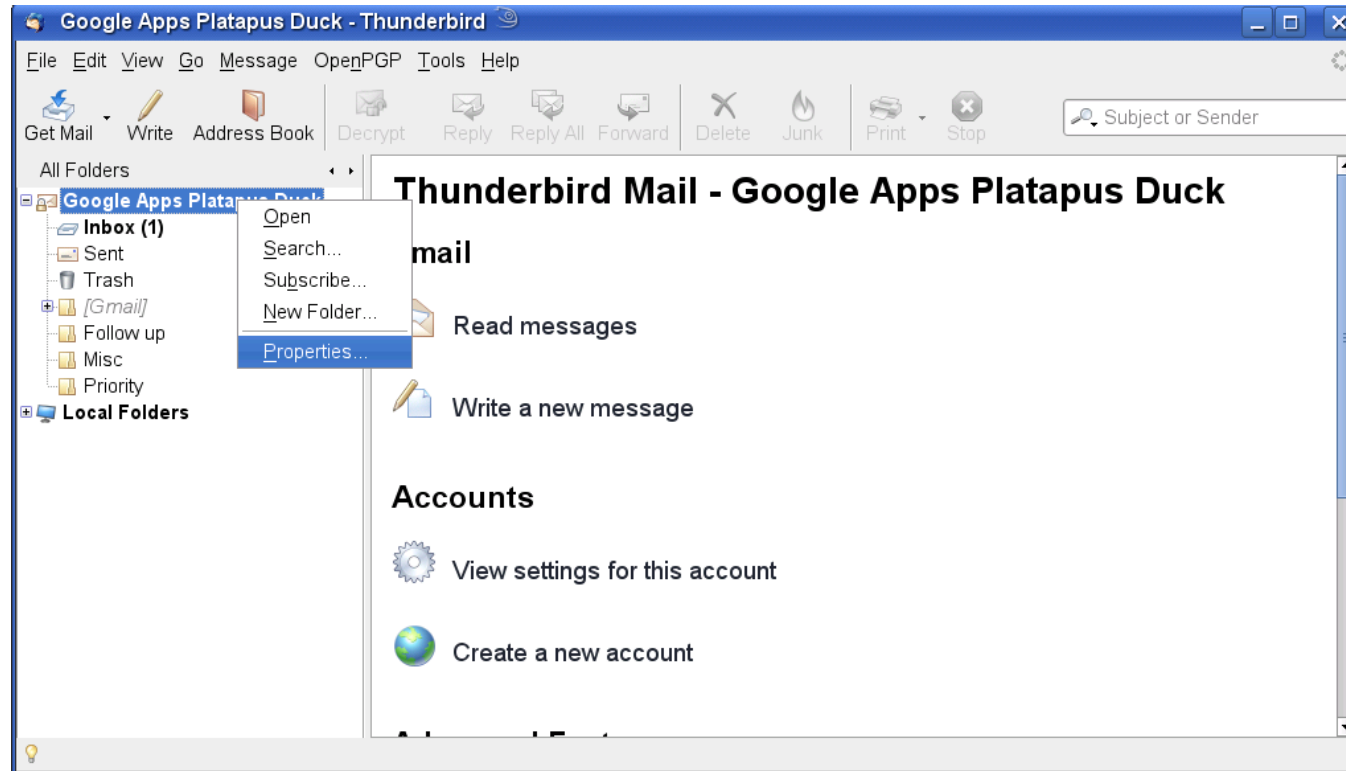 Google Apps Platapus Duck - Thunderbird
File Edit View Go Message OpenPGP Tools Help
Get Mail Write Address Book Decrypt Reply Reply All Forward Delete Junk Print Stop Subject or Sender
All Folders
Google Apps Platapus Duck
Inbox (1)
Sent
Trash
[Gmail]
Follow up
Misc
Priority
Local Folders
Open
Search...
Subscribe...
New Folder...
Properties...
Thunderbird Mail - Google Apps Platapus Duck
mail
Read messages
Write a new message
Accounts
View settings for this account
Create a new account